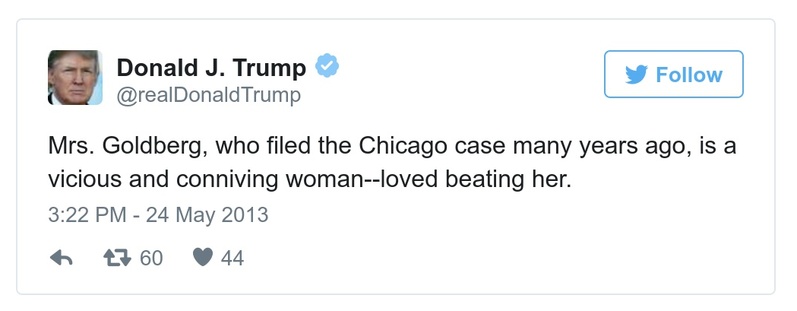 Donald J. Trump
@realDonaldTrump
Follow
Mrs. Goldberg, who filed the Chicago case many years ago, is a
vicious and conniving woman--loved beating her.
3:22 PM - 24 May 2013
60 44